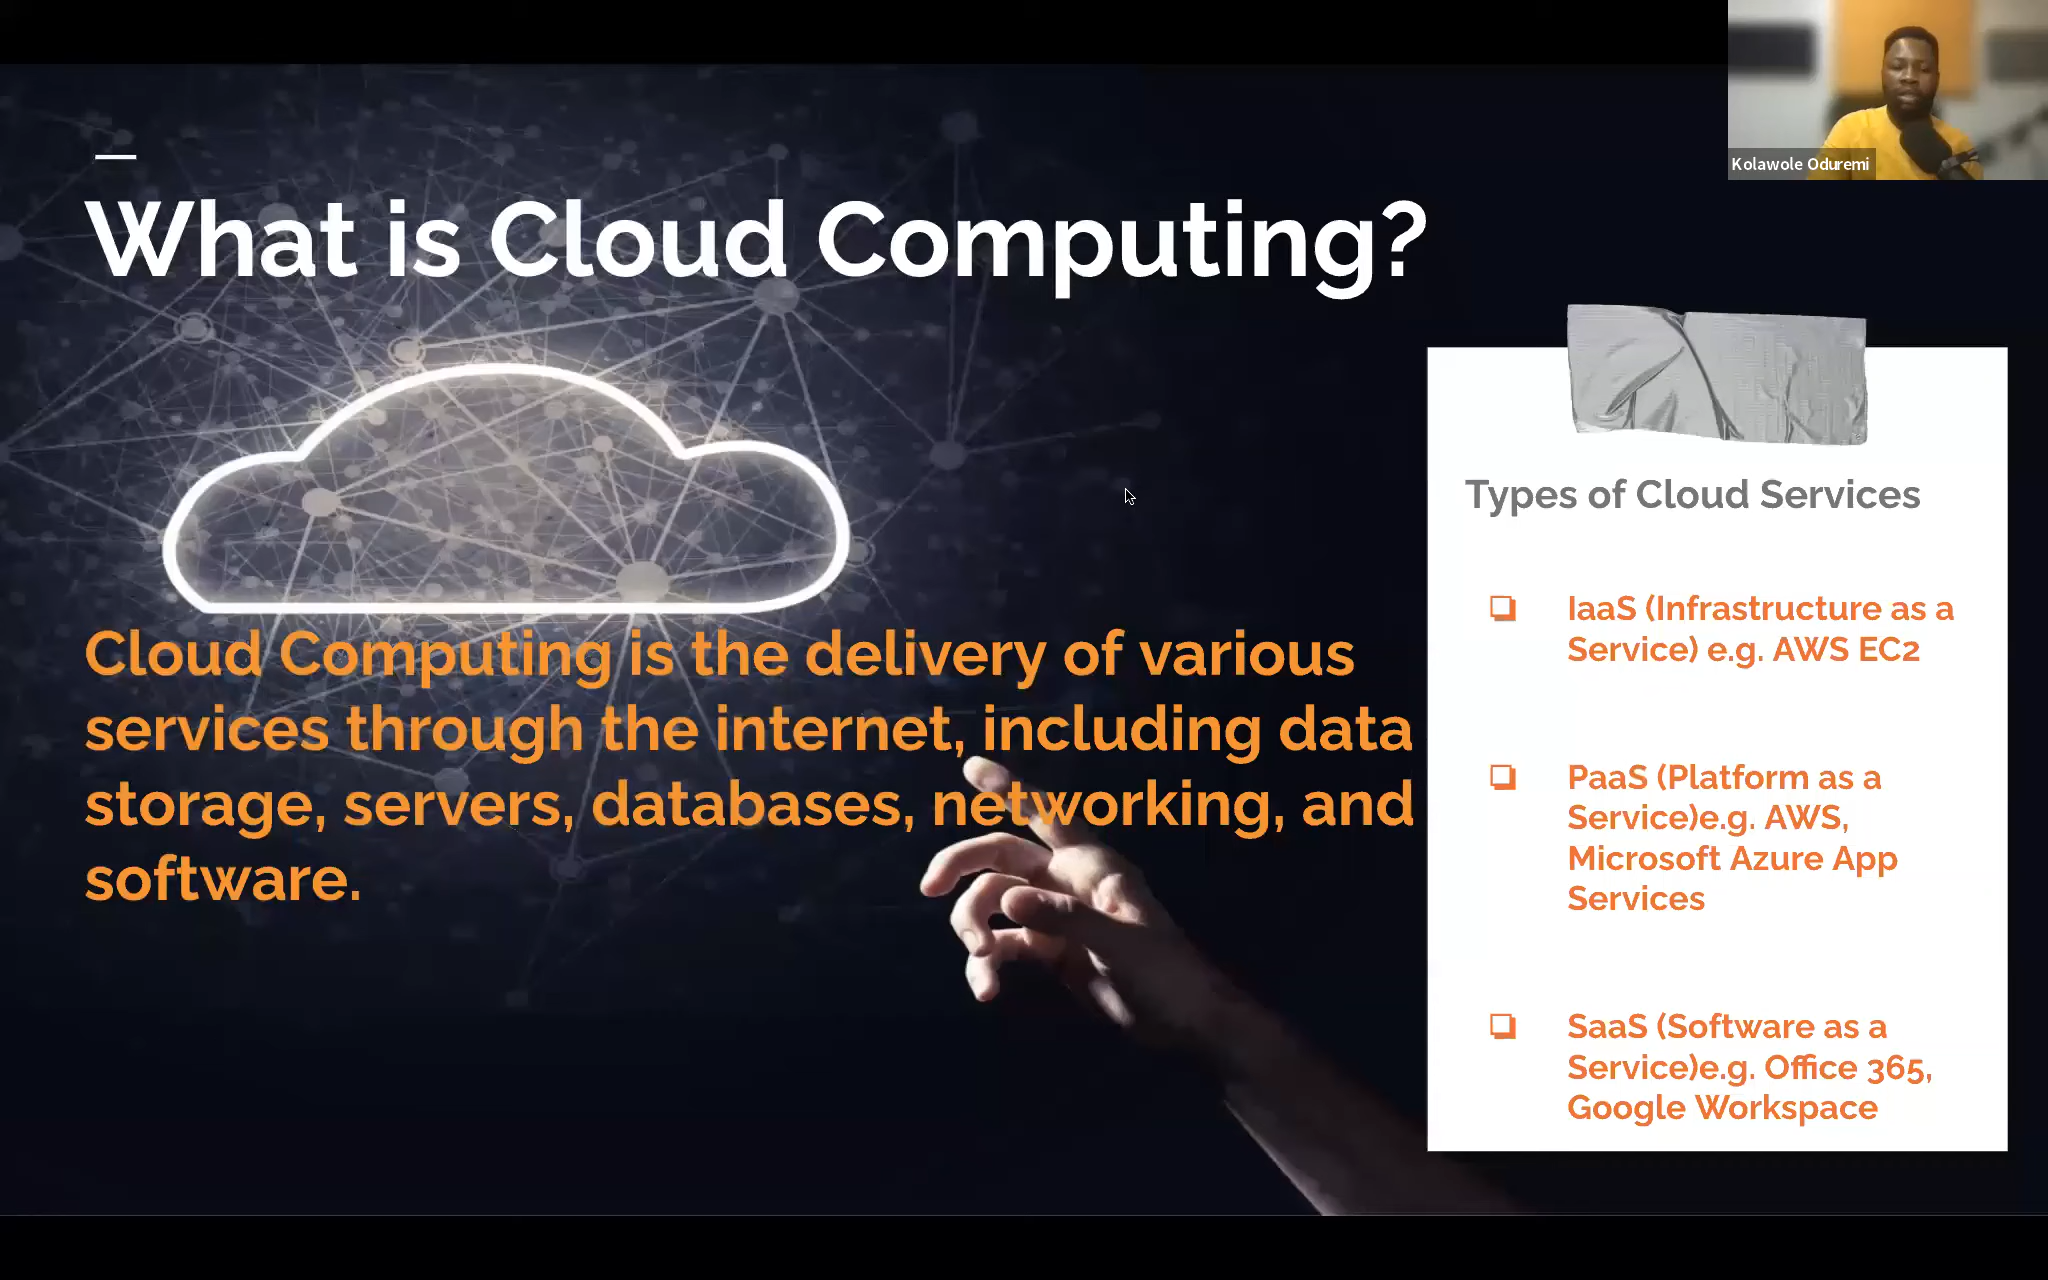 Kolawole Oduremi
What is Cloud Computing?
Cloud Computing is the delivery of various
services through the internet, including data
storage, servers, databases, networking, and
software.
Types of Cloud Services
❏ IaaS (Infrastructure as a
Service) e.g. AWS EC2
❏ PaaS (Platform as a
Service)e.g. AWS,
Microsoft Azure App
Services
❏ SaaS (Software as a
Service)e.g. Office 365,
Google Workspace